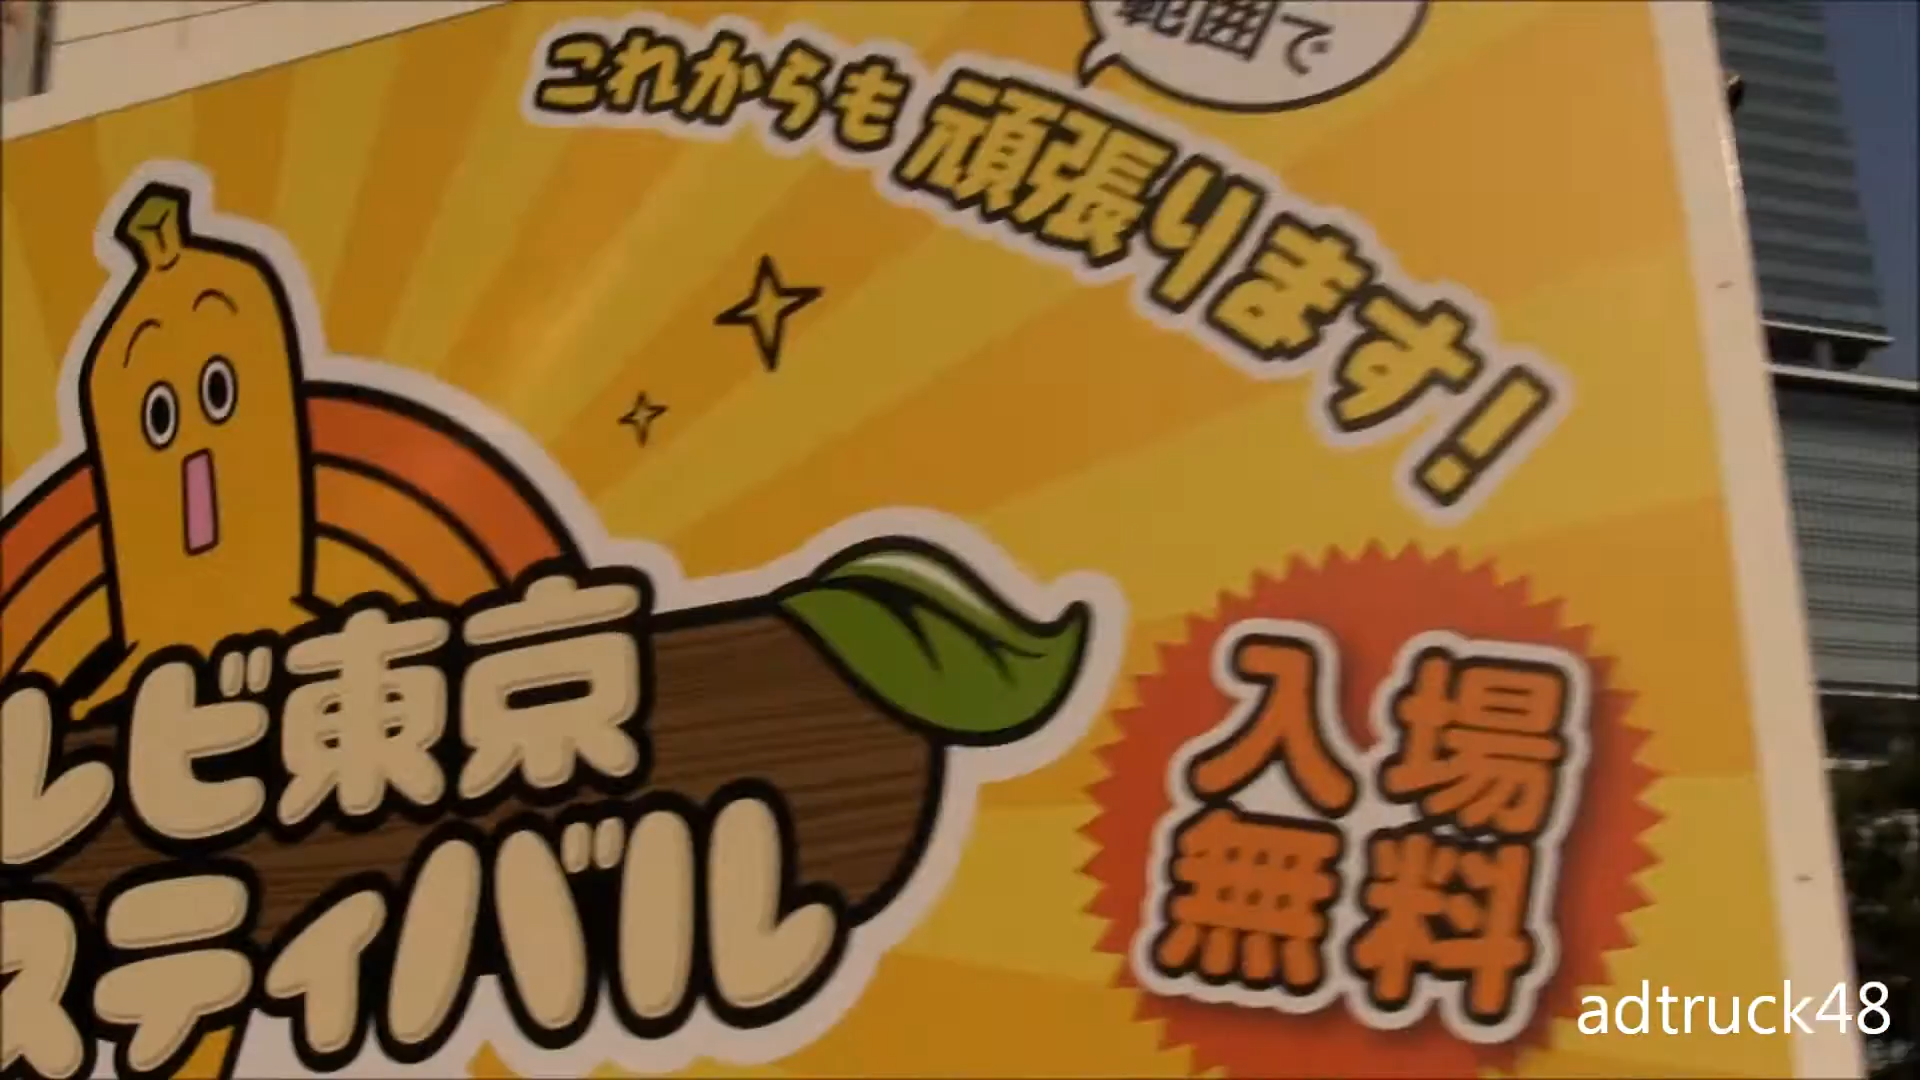 範囲で
これからも頑張ります!
レビ東京
スティバル
入場
無料
adtruck48